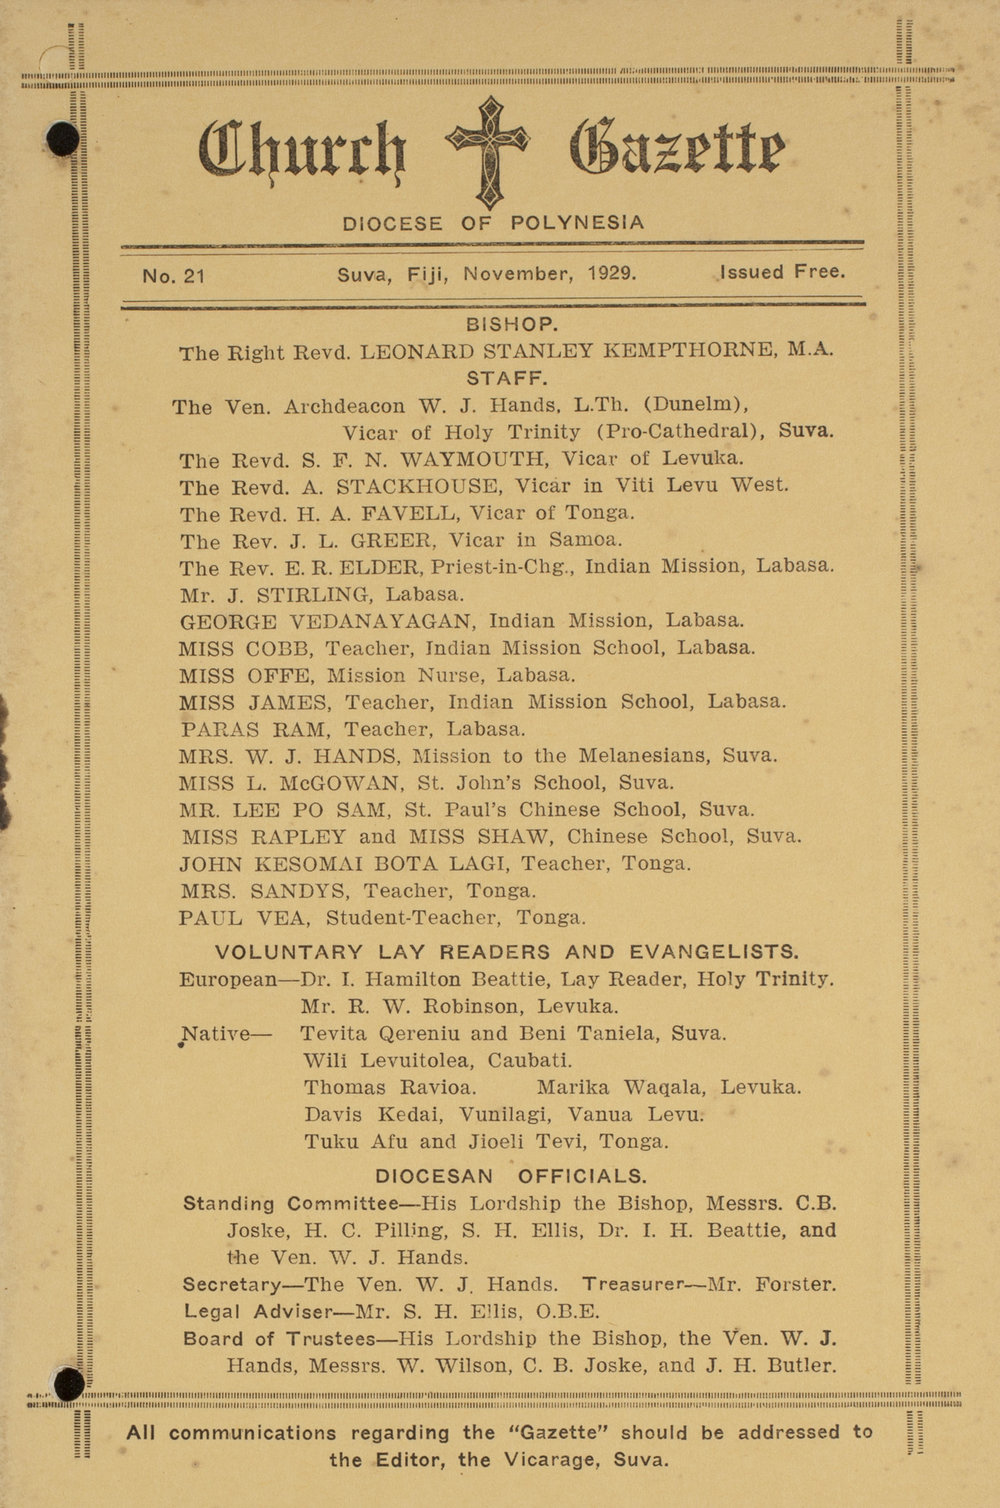 Church Gazette
DIOCESE OF POLYNESIA
No. 21 Suva, Fiji, November, 1929. Issued Free.
BISHOP.
The Right Revd. LEONARD STANLEY KEMPTHORNE, M.A.
STAFF.
The Ven. Archdeacon W. J. Hands, L.Th. (Dunelm),
Vicar of Holy Trinity (Pro-Cathedral), Suva.
The Revd. S. F. N. WAYMOUTH, Vicar of Levuka.
The Revd. A. STACKHOUSE, Vicar in Viti Levu West.
The Revd. H. A. FAVELL, Vicar of Tonga.
The Rev. J. L. GREER, Vicar in Samoa.
The Rev. E. R. ELDER, Priest-in-Chg., Indian Mission, Labasa.
Mr. J. STIRLING, Labasa.
GEORGE VEDANAYAGAN, Indian Mission, Labasa.
MISS COBB, Teacher, Indian Mission School, Labasa.
MISS OFFE, Mission Nurse, Labasa.
MISS JAMES, Teacher, Indian Mission School, Labasa.
PARAS RAM, Teacher, Labasa.
MRS. W. J. HANDS, Mission to the Melanesians, Suva.
MISS L. McGOWAN, St. John's School, Suva.
MR. LEE PO SAM, St. Paul's Chinese School, Suva.
MISS RAPLEY and MISS SHAW, Chinese School, Suva.
JOHN KESOMAI BOTA LAGI, Teacher, Tonga.
MRS. SANDYS, Teacher, Tonga.
PAUL VEA, Student-Teacher, Tonga.
VOLUNTARY LAY READERS AND EVANGELISTS.
European—Dr. I. Hamilton Beattie, Lay Reader, Holy Trinity.
Mr. R. W. Robinson, Levuka.
Native— Tevita Qereniu and Beni Taniela, Suva.
Wili Levuitolea, Caubati.
Thomas Ravioa. Marika Waqala, Levuka.
Davis Kedai, Vunilagi, Vanua Levu.
Tuku Afu and Jioeli Tevi, Tonga.
DIOCESAN OFFICIALS.
Standing Committee—His Lordship the Bishop, Messrs. C.B.
Joske, H. C. Pilling, S. H. Ellis, Dr. I. H. Beattie, and
the Ven. W. J. Hands.
Secretary—The Ven. W. J. Hands. Treasurer—Mr. Forster.
Legal Adviser—Mr. S. H. Ellis, O.B.E.
Board of Trustees—His Lordship the Bishop, the Ven. W. J.
Hands, Messrs. W. Wilson, C. B. Joske, and J. H. Butler.
All communications regarding the "Gazette" should be addressed to
the Editor, the Vicarage, Suva.